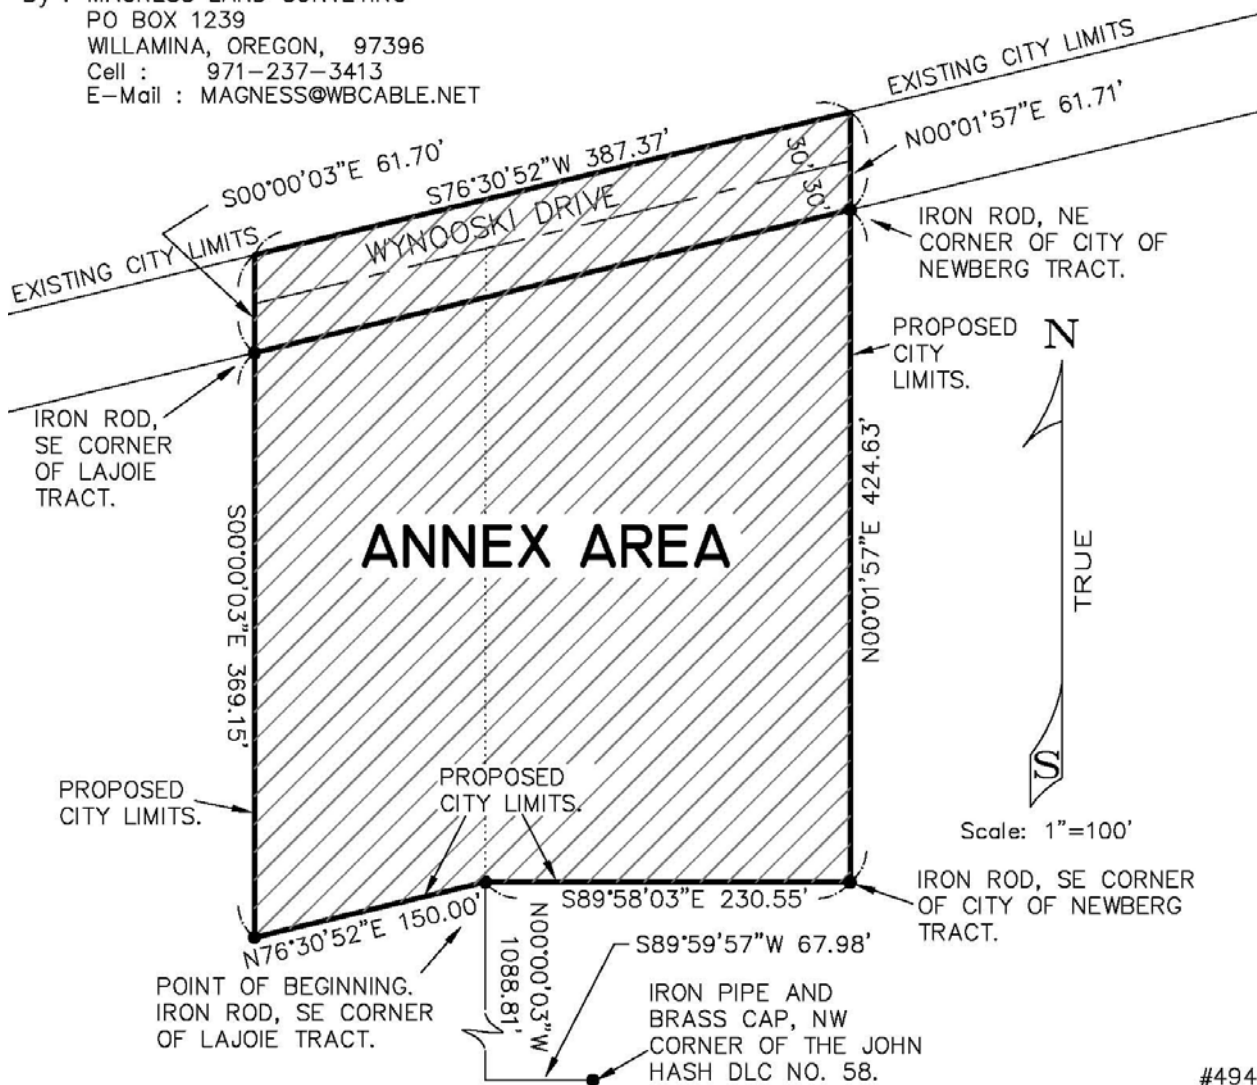 PO BOX 1239
WILLAMINA, OREGON, 97396
Cell : 971-237-3413
E-Mail : MAGNESS@WBCABLE.NET
EXISTING CITY LIMITS
N00°01'57"E 61.71'
S00°00'03"E 61.70'
S76°30'52"W 387.37'
30'
30'
WYNOOSKI DRIVE
EXISTING CITY LIMITS
IRON ROD, NE
CORNER OF CITY OF
NEWBERG TRACT.
PROPOSED
CITY
LIMITS.
N
IRON ROD,
SE CORNER
OF LAJOIE
TRACT.
N00°01'57"E 424.63'
S00°00'03"E 369.15'
ANNEX AREA
TRUE
S
Scale: 1"=100'
PROPOSED
CITY LIMITS.
PROPOSED
CITY LIMITS.
S89°58'03"E 230.55'
N76°30'52"E 150.00'
IRON ROD, SE CORNER
OF CITY OF NEWBERG
TRACT.
POINT OF BEGINNING.
IRON ROD, SE CORNER
OF LAJOIE TRACT.
N00°00'03"W
1088.81'
S89°59'57"W 67.98'
IRON PIPE AND
BRASS CAP, NW
CORNER OF THE JOHN
HASH DLC NO. 58.
#494